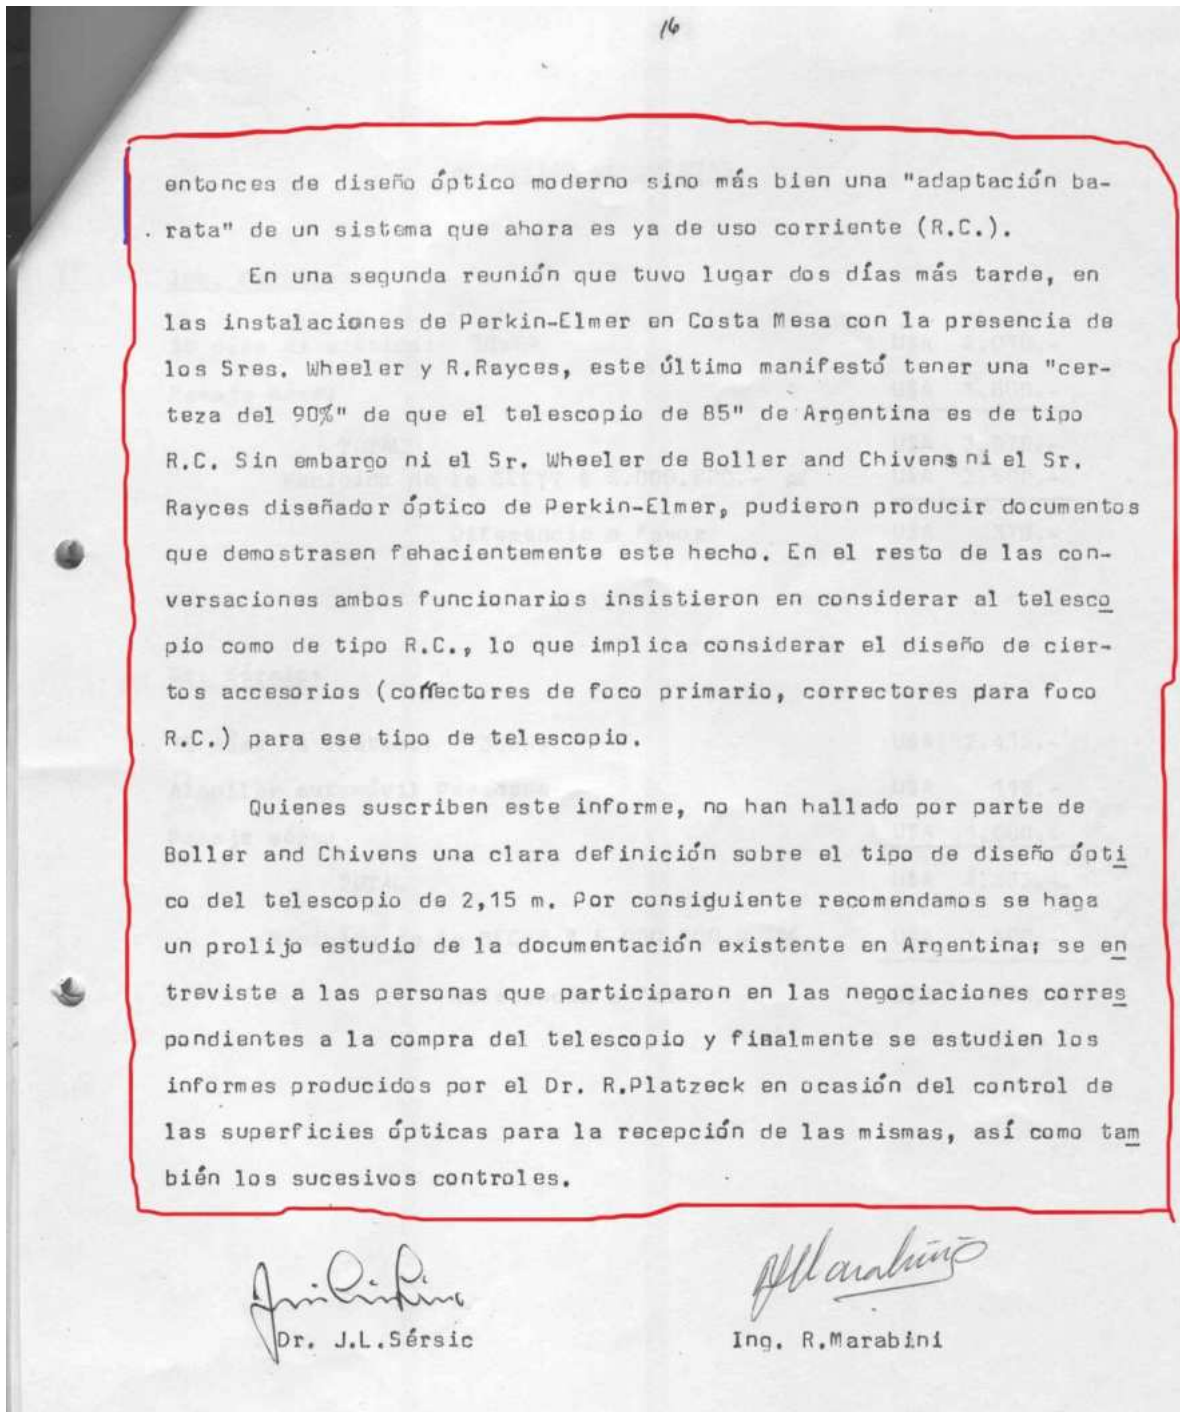 16
entonces de diseño óptico moderno sino más bien una "adaptación ba-
rata" de un sistema que ahora es ya de uso corriente (R.C.).
En una segunda reunión que tuvo lugar dos días más tarde, en
las instalaciones de Perkin-Elmer en Costa Mesa con la presencia de
los Sres. Wheeler y R.Rayces, este último manifestó tener una "cer-
teza del 90%" de que el telescopio de 85" de Argentina es de tipo
R.C. Sin embargo ni el Sr. Wheeler de Boller and Chivens ni el Sr.
Rayces diseñador óptico de Perkin-Elmer, pudieron producir documentos
que demostrasen fehacientemente este hecho. En el resto de las con-
versaciones ambos funcionarios insistieron en considerar al telesco
pio como de tipo R.C., lo que implica considerar el diseño de cier-
tos accesorios (correctores de foco primario, correctores para foco
R.C.) para ese tipo de telescopio.
Quienes suscriben este informe, no han hallado por parte de
Boller and Chivens una clara definición sobre el tipo de diseño ópti
co del telescopio de 2,15 m. Por consiguiente recomendamos se haga
un prolijo estudio de la documentación existente en Argentina; se en
treviste a las personas que participaron en las negociaciones corres
pondientes a la compra del telescopio y finalmente se estudien los
informes producidos por el Dr. R.Platzeck en ocasión del control de
las superficies ópticas para la recepción de las mismas, así como tam
bién los sucesivos controles.
Dr. J.L.Sérsic
Ing. R.Marabini